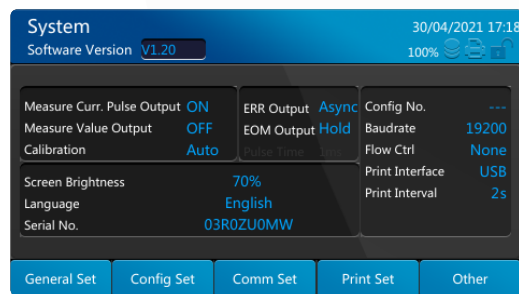 System
30/04/2021 17:18
Software Version V1.20
100%
Measure Curr. Pulse Output ON
Measure Value Output OFF
Calibration Auto
ERR Output Async
EOM Output Hold
Pulse Time 1ms
Config No. ---
Baudrate 19200
Flow Ctrl None
Print Interface USB
Print Interval 2s
Screen Brightness 70%
Language English
Serial No. 03R0ZU0MW
General Set
Config Set
Comm Set
Print Set
Other